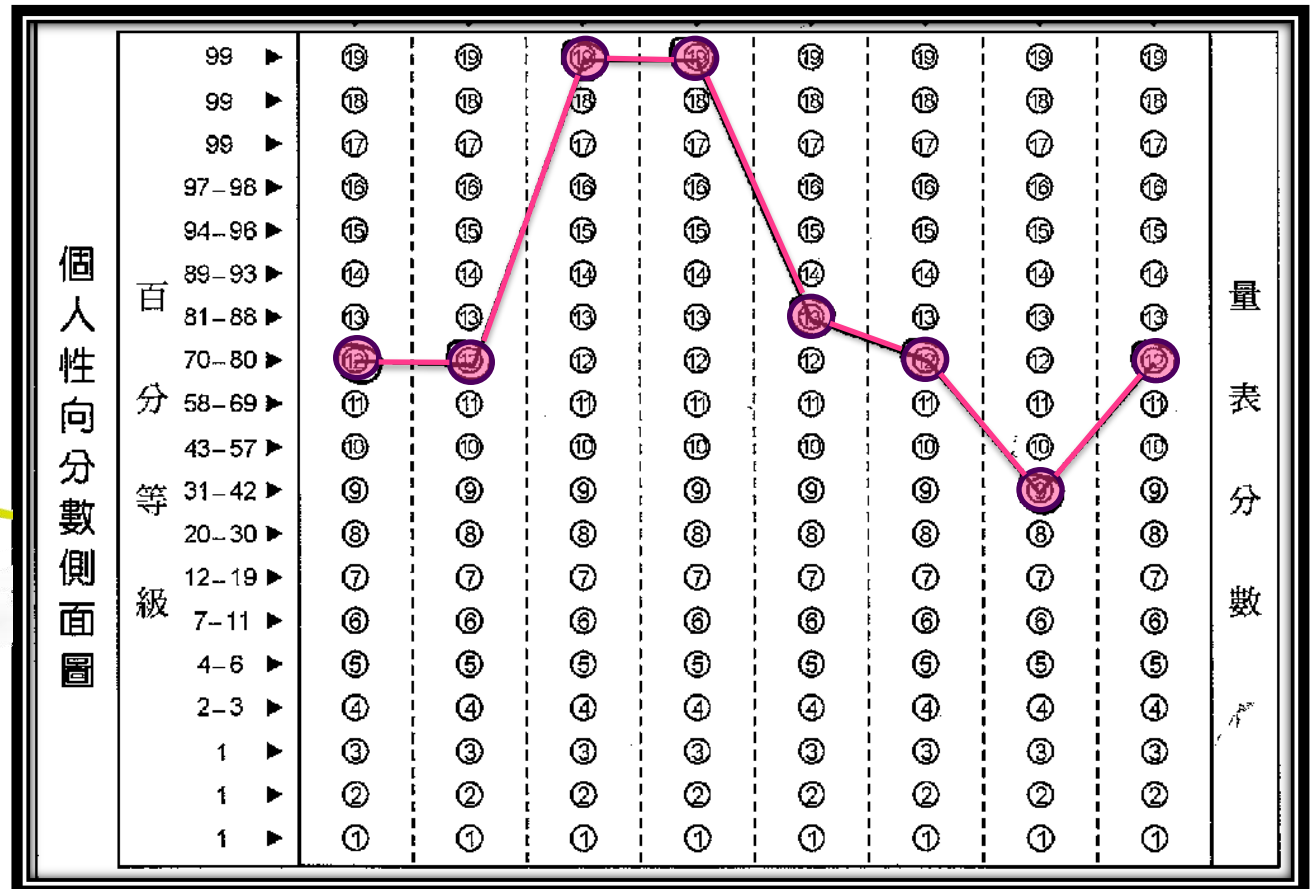 個人性向分數側面圖
百分等級
99 ▶ ⑲ ⑲ ⑲ ⑲ ⑲ ⑲ ⑲ ⑲
99 ▶ ⑱ ⑱ ⑱ ⑱ ⑱ ⑱ ⑱ ⑱
99 ▶ ⑰ ⑰ ⑰ ⑰ ⑰ ⑰ ⑰ ⑰
97–98 ▶ ⑯ ⑯ ⑯ ⑯ ⑯ ⑯ ⑯ ⑯
94–96 ▶ ⑮ ⑮ ⑮ ⑮ ⑮ ⑮ ⑮ ⑮
89–93 ▶ ⑭ ⑭ ⑭ ⑭ ⑭ ⑭ ⑭ ⑭
81–88 ▶ ⑬ ⑬ ⑬ ⑬ ⑬ ⑬ ⑬ ⑬
70–80 ▶ ⑫ ⑫ ⑫ ⑫ ⑫ ⑫ ⑫ ⑫
58–69 ▶ ⑪ ⑪ ⑪ ⑪ ⑪ ⑪ ⑪ ⑪
43–57 ▶ ⑩ ⑩ ⑩ ⑩ ⑩ ⑩ ⑩ ⑩
31–42 ▶ ⑨ ⑨ ⑨ ⑨ ⑨ ⑨ ⑨ ⑨
20–30 ▶ ⑧ ⑧ ⑧ ⑧ ⑧ ⑧ ⑧ ⑧
12–19 ▶ ⑦ ⑦ ⑦ ⑦ ⑦ ⑦ ⑦ ⑦
7–11 ▶ ⑥ ⑥ ⑥ ⑥ ⑥ ⑥ ⑥ ⑥
4–6 ▶ ⑤ ⑤ ⑤ ⑤ ⑤ ⑤ ⑤ ⑤
2–3 ▶ ④ ④ ④ ④ ④ ④ ④ ④
1 ▶ ③ ③ ③ ③ ③ ③ ③ ③
1 ▶ ② ② ② ② ② ② ② ②
1 ▶ ① ① ① ① ① ① ① ①
量表分數